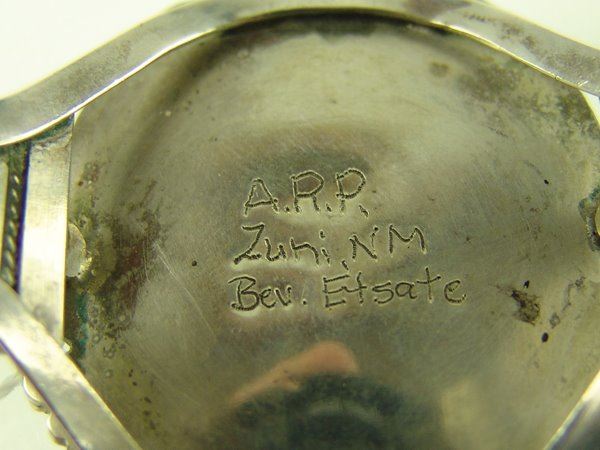 A.R.P.
Zuni, NM
Bev. Etsate